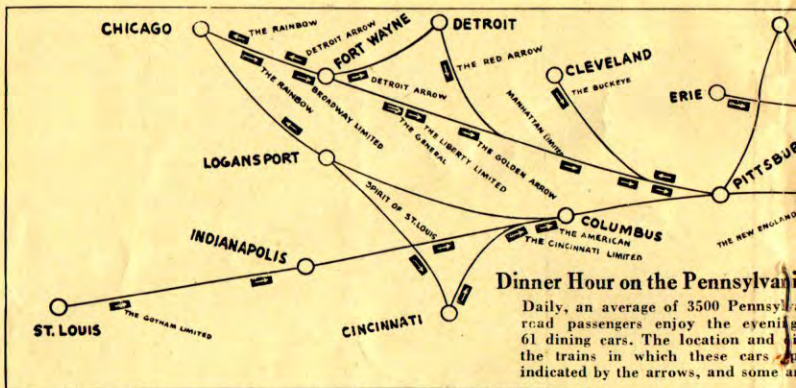 CHICAGO
THE RAINBOW
DETROIT ARROW
FORT WAYNE
DETROIT
THE RED ARROW
CLEVELAND
THE BUCKEYE
ERIE
THE RAINBOW
BROADWAY LIMITED
DETROIT ARROW
THE GENERAL
THE LIBERTY LIMITED
THE GOLDEN ARROW
MANHATTAN LIMITED
PITTSBUR
LOGANSPORT
SPIRIT OF ST. LOUIS
COLUMBUS
THE AMERICAN
THE CINCINNATI LIMITED
THE NEW ENGLAND
INDIANAPOLIS
ST. LOUIS
THE GOTHAM LIMITED
CINCINNATI
Dinner Hour on the Pennsylvani
Daily, an average of 3500 Pennsylva
road passengers enjoy the evening
61 dining cars. The location and
the trains in which these cars
indicated by the arrows, and some a